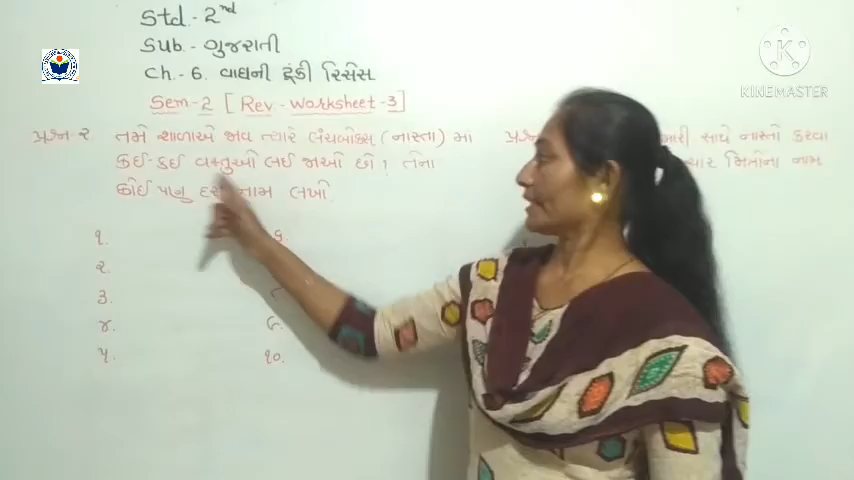 Std.- 2nd
Sub.- ગુજરાતી
Ch.- 6. વાઘની ટૂંકી રિસેસ
Sem-2 [Rev-Worksheet-3]
KINEMASTER
પ્રશ્ન ૨ તમે શાળાએ જાવ ત્યારે લંચબોક્સ (નાસ્તા) માં
કઈ-કઈ વસ્તુઓ લઈ જાઓ છો? તેના
કોઈ પણ દસ નામ લખો.
મારી સાથે નાસ્તો કરવા
ચાર મિત્રોના નામ
૧.
૨.
૩.
૪.
૫.
૬.
૯.
૧૦.